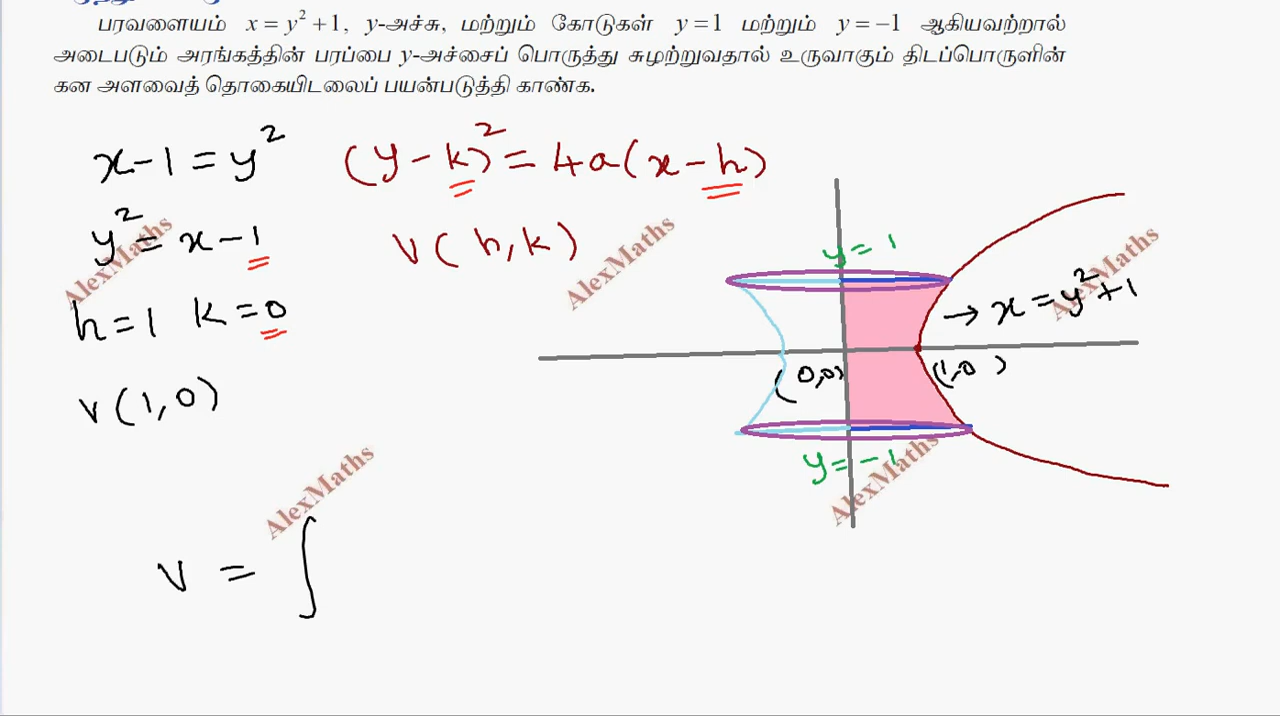 பரவளையம் x = y² + 1, y-அச்சு, மற்றும் கோடுகள் y = 1 மற்றும் y = −1 ஆகியவற்றால்
அடைபடும் அரங்கத்தின் பரப்பை y-அச்சைப் பொருத்து சுழற்றுவதால் உருவாகும் திடப்பொருளின்
கன அளவைத் தொகையிடலைப் பயன்படுத்தி காண்க.
x − 1 = y² (y − k)² = 4a(x − h)
y² = x − 1 V(h, k)
h = 1 k = 0
V(1, 0)
y = 1
→ x = y² + 1
(0,0) (1,0)
y = −1
V = ∫
AlexMaths
AlexMaths
AlexMaths
AlexMaths
AlexMaths